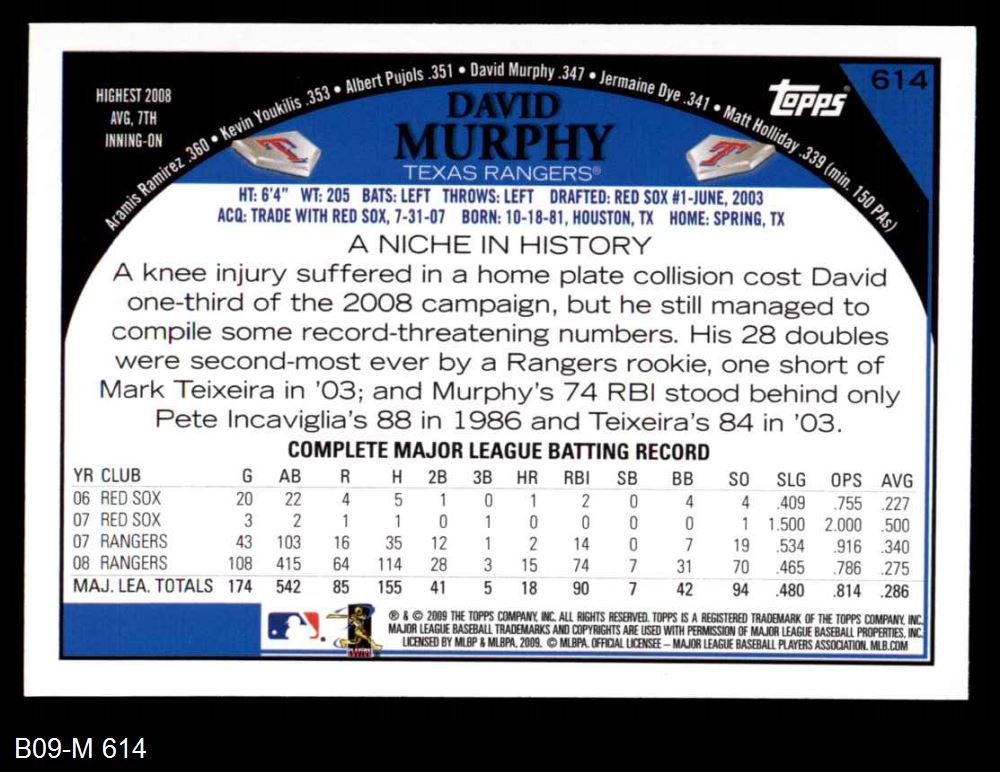 614
topps®
HIGHEST 2008
AVG, 7TH
INNING-ON
Aramis Ramirez .360 • Kevin Youkilis .353 • Albert Pujols .351 • David Murphy .347 • Jermaine Dye .341 • Matt Holliday .339 (min. 150 PAs)
DAVID
MURPHY
TEXAS RANGERS®
HT: 6'4" WT: 205 BATS: LEFT THROWS: LEFT DRAFTED: RED SOX #1-JUNE, 2003
ACQ: TRADE WITH RED SOX, 7-31-07 BORN: 10-18-81, HOUSTON, TX HOME: SPRING, TX
A NICHE IN HISTORY
A knee injury suffered in a home plate collision cost David
one-third of the 2008 campaign, but he still managed to
compile some record-threatening numbers. His 28 doubles
were second-most ever by a Rangers rookie, one short of
Mark Teixeira in '03; and Murphy's 74 RBI stood behind only
Pete Incaviglia's 88 in 1986 and Teixeira's 84 in '03.
COMPLETE MAJOR LEAGUE BATTING RECORD
YR CLUB G AB R H 2B 3B HR RBI SB BB SO SLG OPS AVG
06 RED SOX 20 22 4 5 1 0 1 2 0 4 4 .409 .755 .227
07 RED SOX 3 2 1 1 0 1 0 0 0 0 1 1.500 2.000 .500
07 RANGERS 43 103 16 35 12 1 2 14 0 7 19 .534 .916 .340
08 RANGERS 108 415 64 114 28 3 15 74 7 31 70 .465 .786 .275
MAJ. LEA. TOTALS 174 542 85 155 41 5 18 90 7 42 94 .480 .814 .286
® & © 2009 THE TOPPS COMPANY, INC. ALL RIGHTS RESERVED. TOPPS IS A REGISTERED TRADEMARK OF THE TOPPS COMPANY, INC.
MAJOR LEAGUE BASEBALL TRADEMARKS AND COPYRIGHTS ARE USED WITH PERMISSION OF MAJOR LEAGUE BASEBALL PROPERTIES, INC.
LICENSED BY MLBP & MLBPA, 2009. © MLBPA. OFFICIAL LICENSEE – MAJOR LEAGUE BASEBALL PLAYERS ASSOCIATION. MLB.COM
B09-M 614